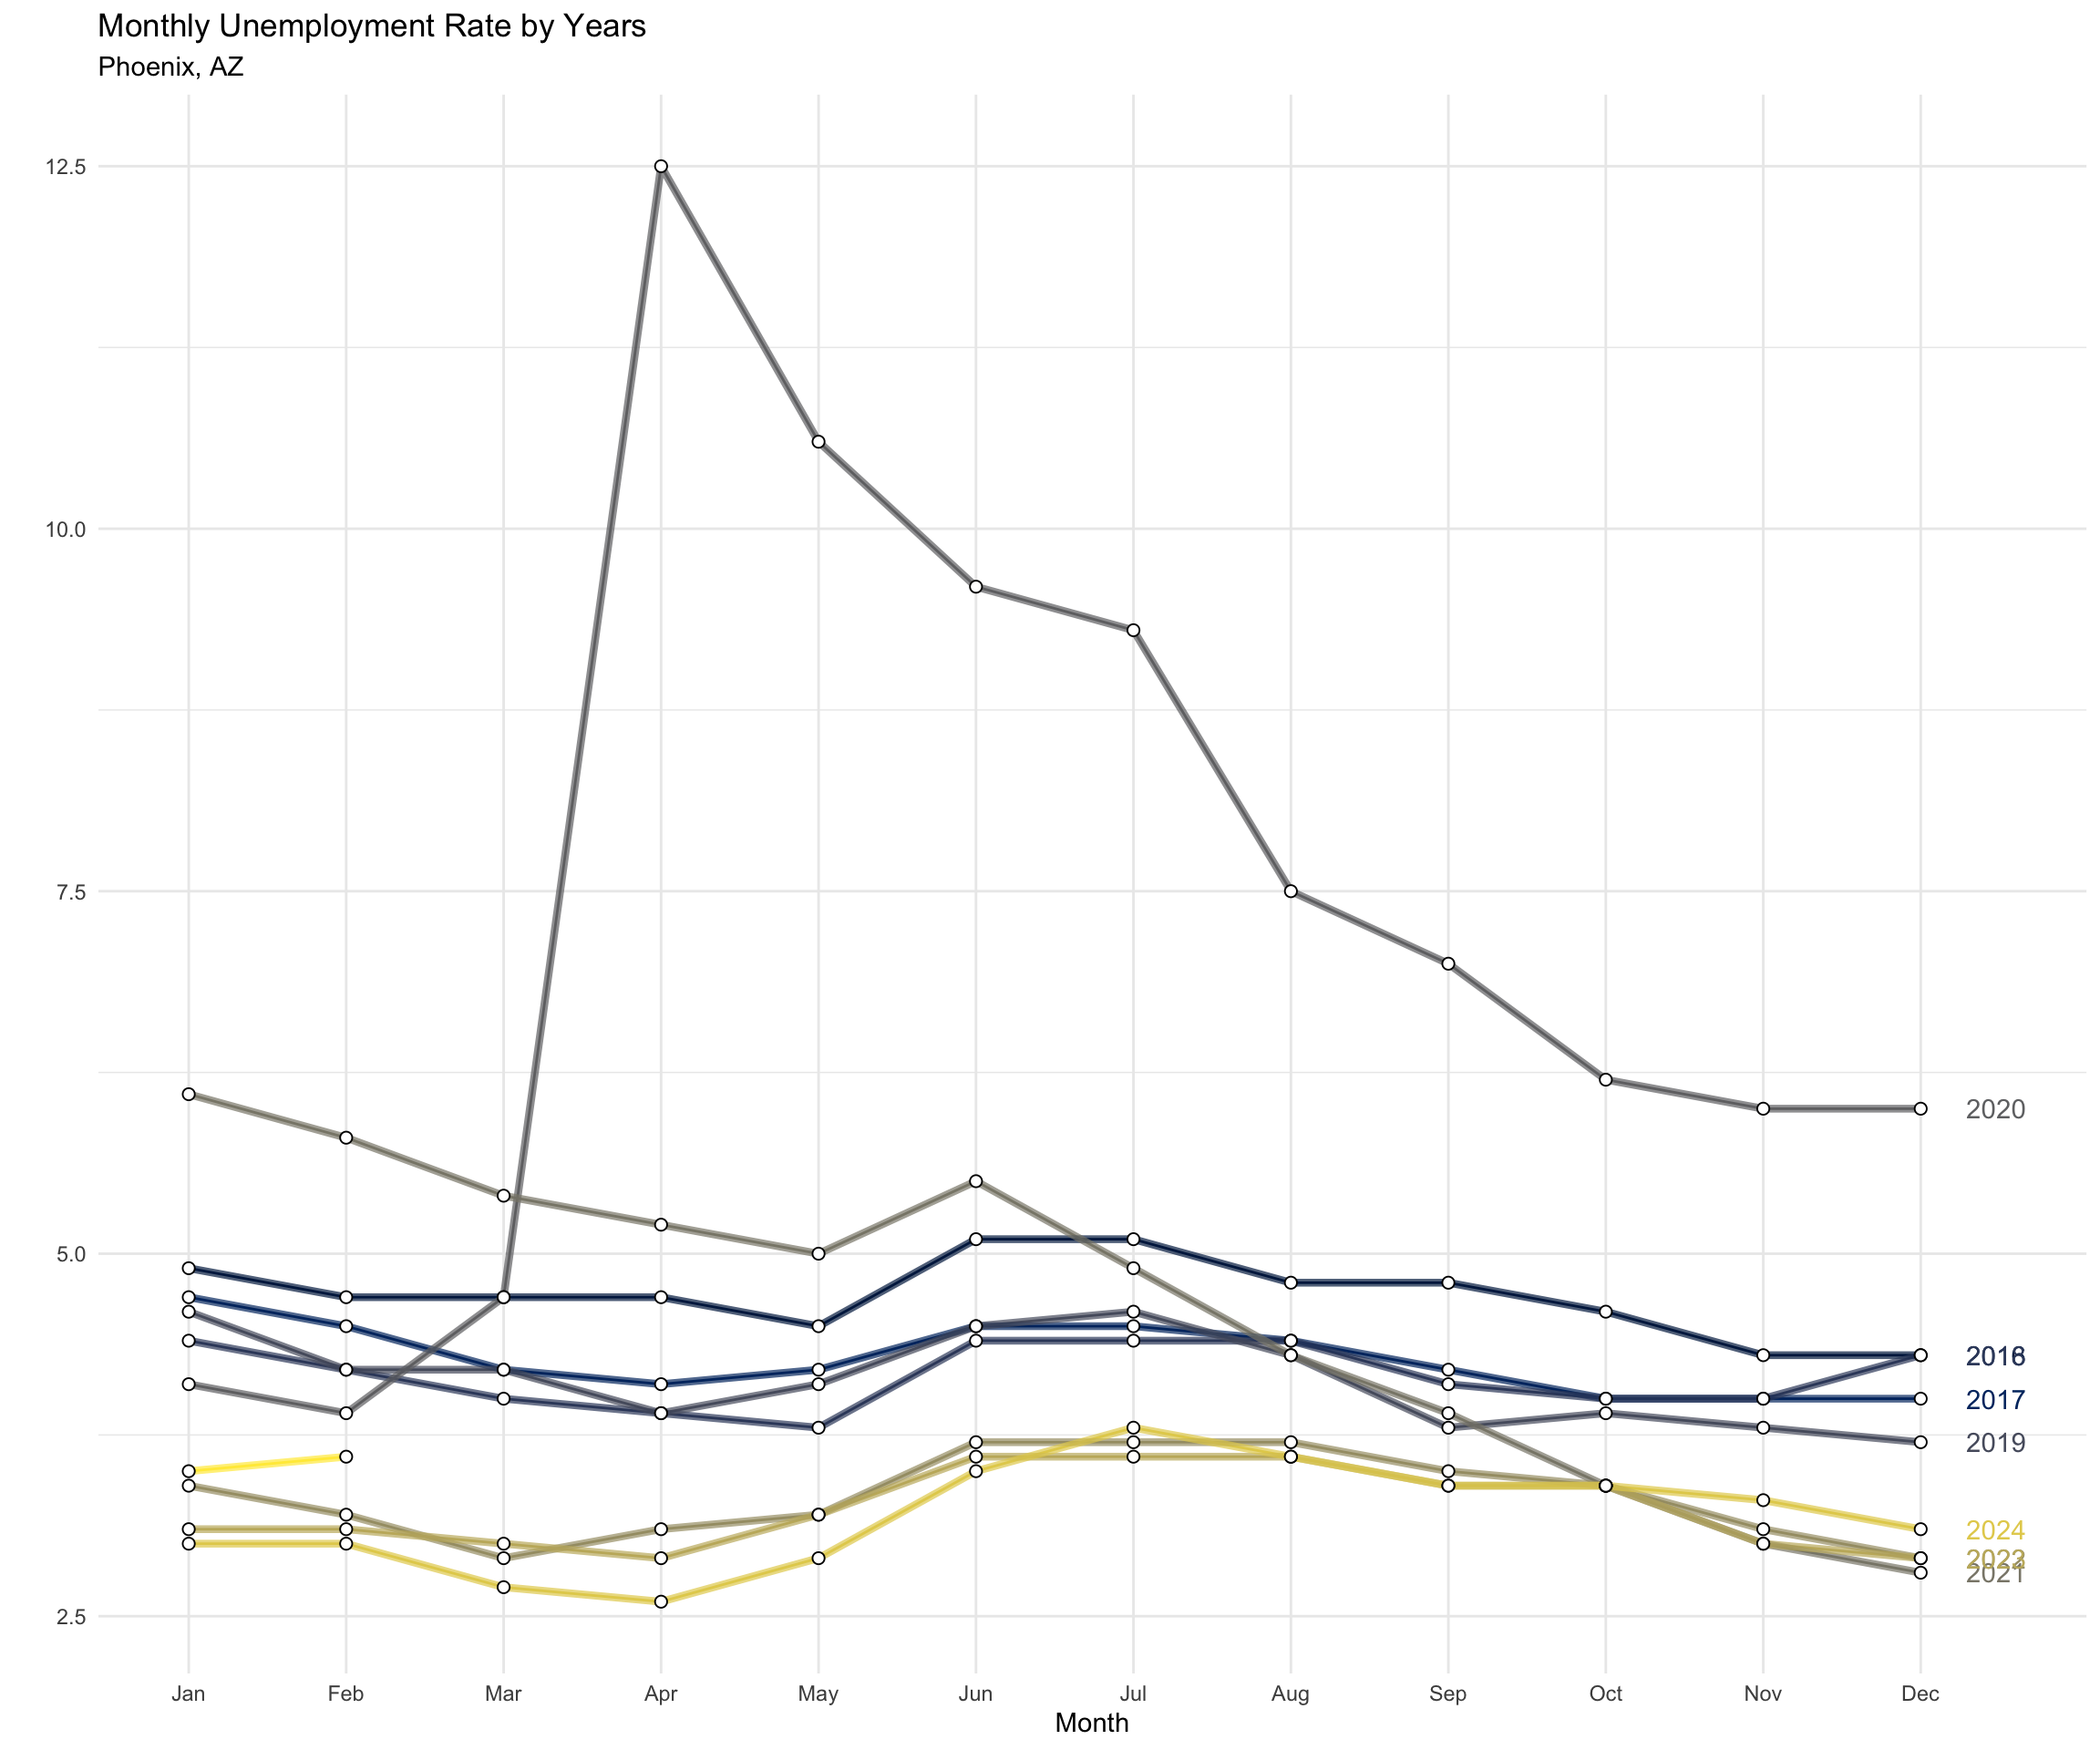 Monthly Unemployment Rate by Years
Phoenix, AZ
12.5
10.0
7.5
5.0
2.5
2020
2017
2019
2024
2021
Jan Feb Mar Apr May Jun Jul Aug Sep Oct Nov Dec
Month